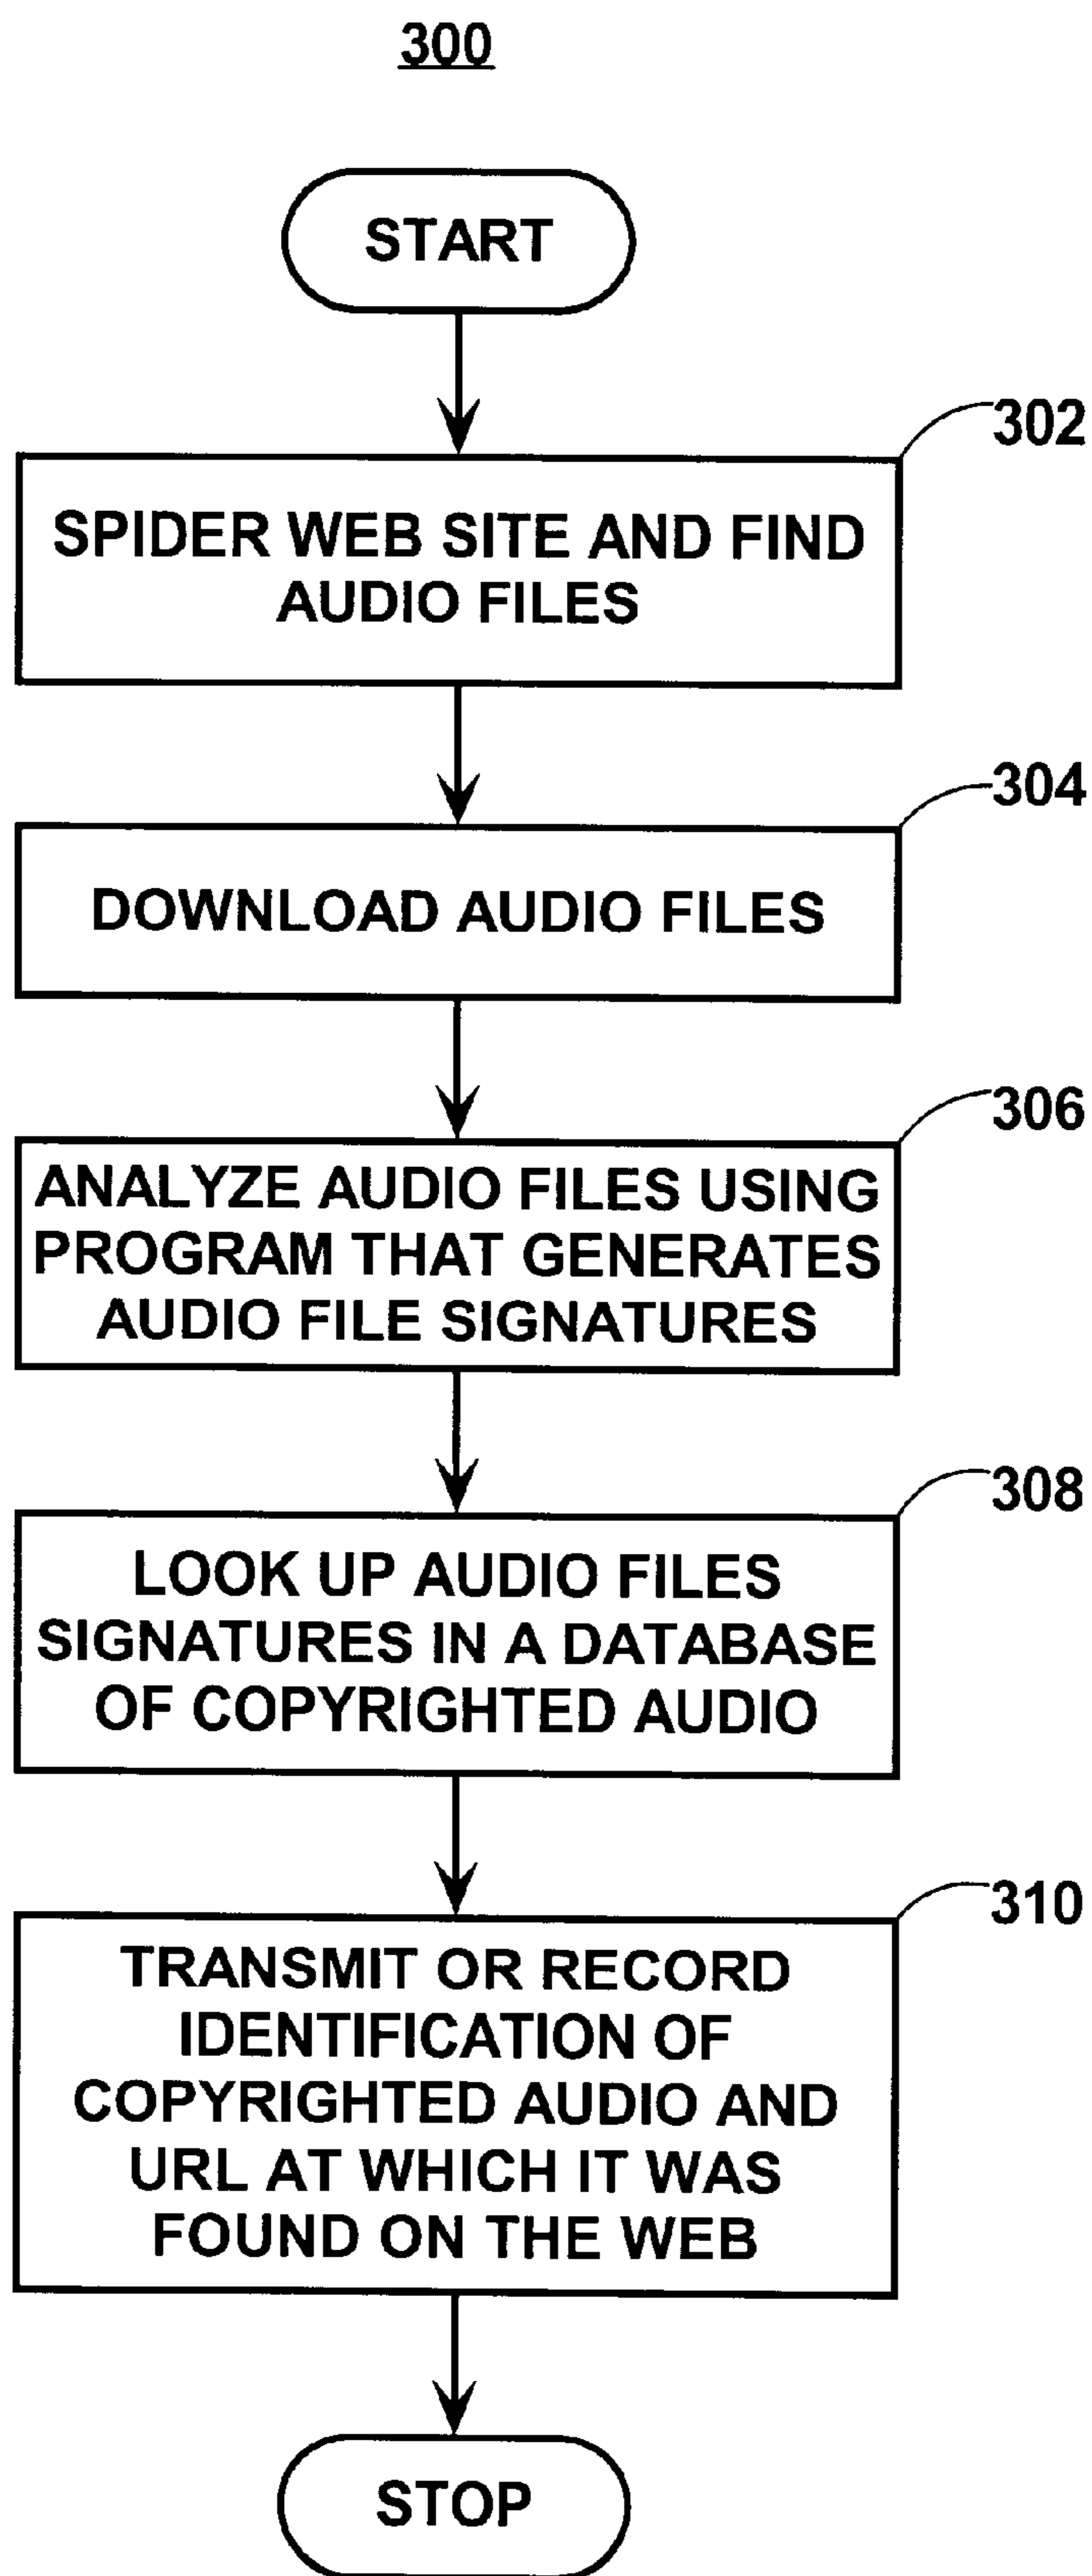 300
START
302
SPIDER WEB SITE AND FIND
AUDIO FILES
304
DOWNLOAD AUDIO FILES
306
ANALYZE AUDIO FILES USING
PROGRAM THAT GENERATES
AUDIO FILE SIGNATURES
308
LOOK UP AUDIO FILES
SIGNATURES IN A DATABASE
OF COPYRIGHTED AUDIO
310
TRANSMIT OR RECORD
IDENTIFICATION OF
COPYRIGHTED AUDIO AND
URL AT WHICH IT WAS
FOUND ON THE WEB
STOP